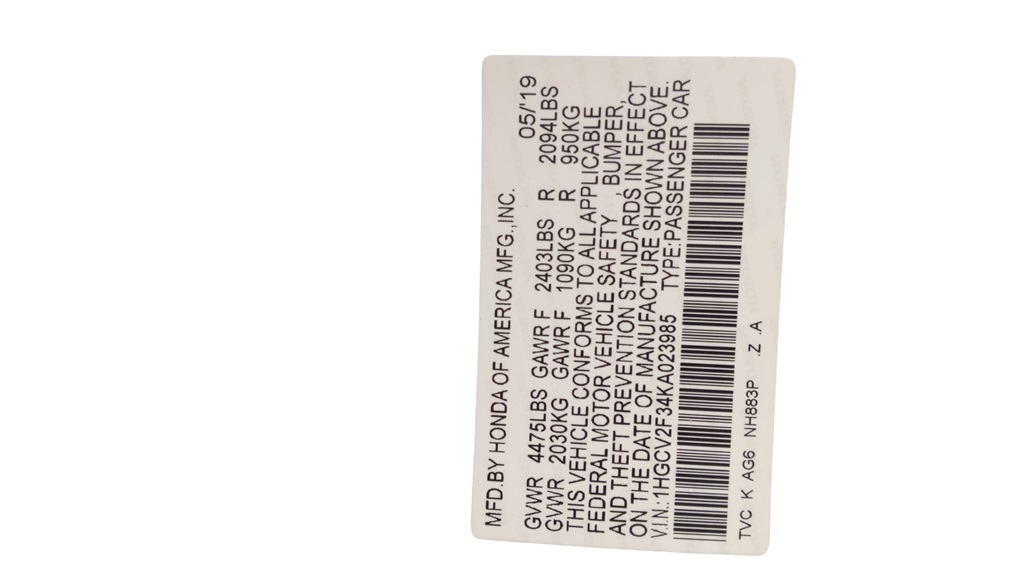 MFD.BY HONDA OF AMERICA MFG.,INC.
05/'19
GVWR 4475LBS GAWR F 2403LBS R 2094LBS
GVWR 2030KG GAWR F 1090KG R 950KG
THIS VEHICLE CONFORMS TO ALL APPLICABLE
FEDERAL MOTOR VEHICLE SAFETY , BUMPER,
AND THEFT PREVENTION STANDARDS IN EFFECT
ON THE DATE OF MANUFACTURE SHOWN ABOVE.
V.I.N.:1HGCV2F34KA023985 TYPE:PASSENGER CAR
TVC K AG6 NH883P .Z .A